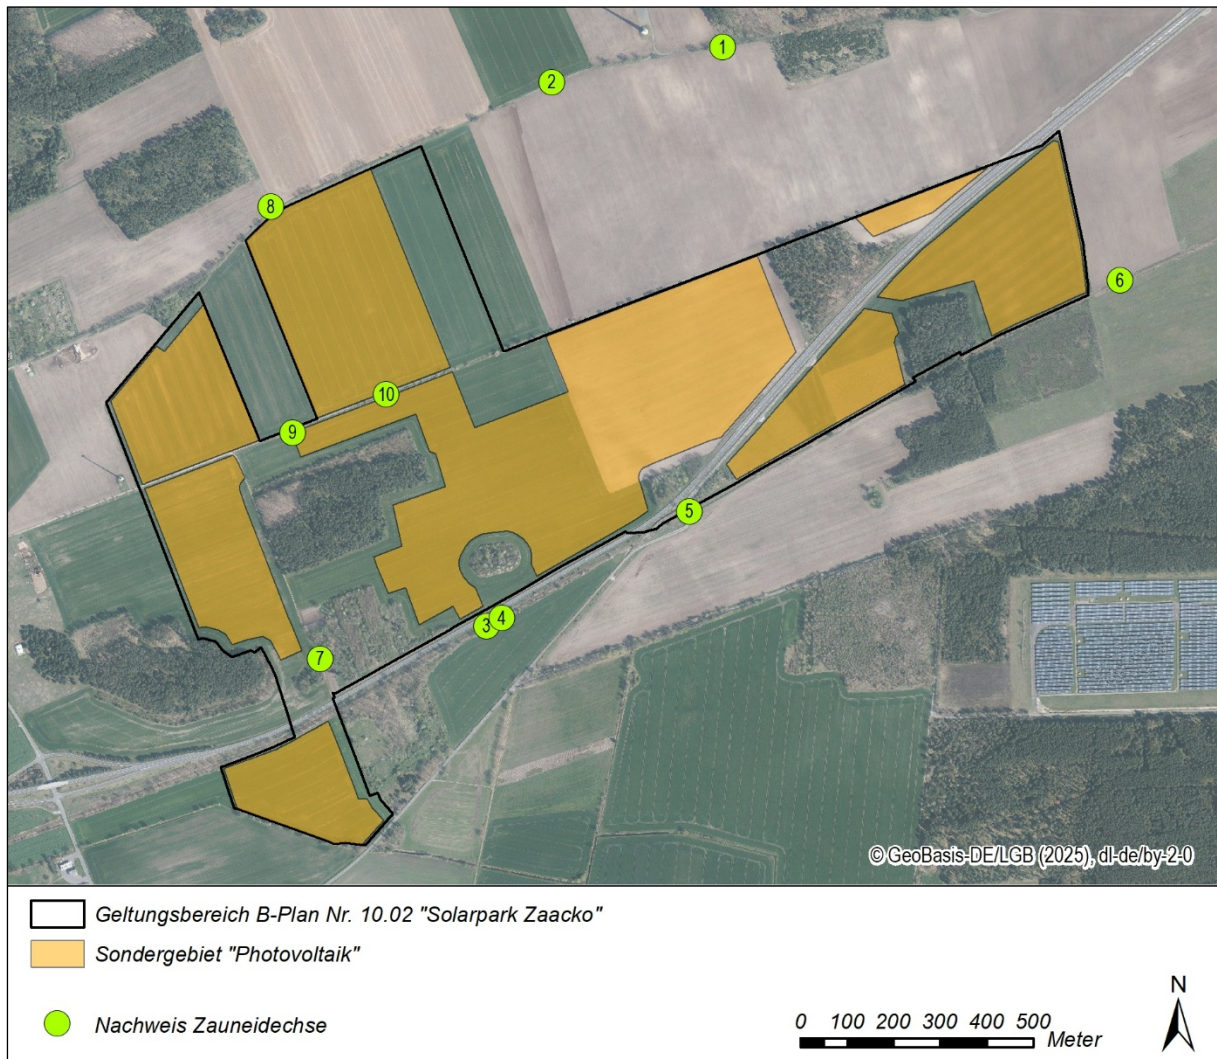 1
2
8
6
10
9
5
3 4
7
© GeoBasis-DE/LGB (2025), dl-de/by-2-0
Geltungsbereich B-Plan Nr. 10.02 "Solarpark Zaacko"
Sondergebiet "Photovoltaik"
Nachweis Zauneidechse
N
0 100 200 300 400 500
Meter